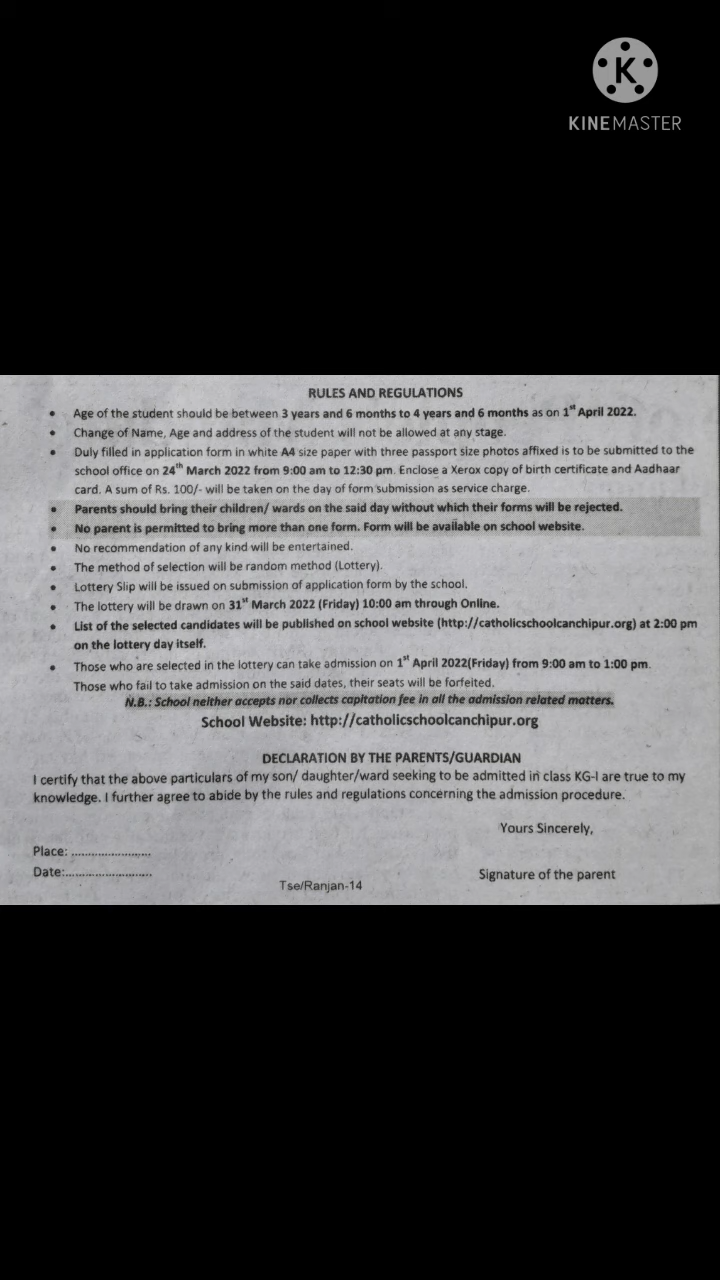 K
KINEMASTER
RULES AND REGULATIONS
• Age of the student should be between 3 years and 6 months to 4 years and 6 months as on 1st April 2022.
• Change of Name, Age and address of the student will not be allowed at any stage.
• Duly filled in application form in white A4 size paper with three passport size photos affixed is to be submitted to the
school office on 24th March 2022 from 9:00 am to 12:30 pm. Enclose a Xerox copy of birth certificate and Aadhaar
card. A sum of Rs. 100/- will be taken on the day of form submission as service charge.
• Parents should bring their children/ wards on the said day without which their forms will be rejected.
• No parent is permitted to bring more than one form. Form will be available on school website.
• No recommendation of any kind will be entertained.
• The method of selection will be random method (Lottery).
• Lottery Slip will be issued on submission of application form by the school.
• The lottery will be drawn on 31st March 2022 (Friday) 10:00 am through Online.
• List of the selected candidates will be published on school website (http://catholicschoolcanchipur.org) at 2:00 pm
on the lottery day itself.
• Those who are selected in the lottery can take admission on 1st April 2022(Friday) from 9:00 am to 1:00 pm.
Those who fail to take admission on the said dates, their seats will be forfeited.
N.B.: School neither accepts nor collects capitation fee in all the admission related matters.
School Website: http://catholicschoolcanchipur.org
DECLARATION BY THE PARENTS/GUARDIAN
I certify that the above particulars of my son/ daughter/ward seeking to be admitted in class KG-I are true to my
knowledge. I further agree to abide by the rules and regulations concerning the admission procedure.
Yours Sincerely,
Place: ........................
Date:..........................
Signature of the parent
Tse/Ranjan-14